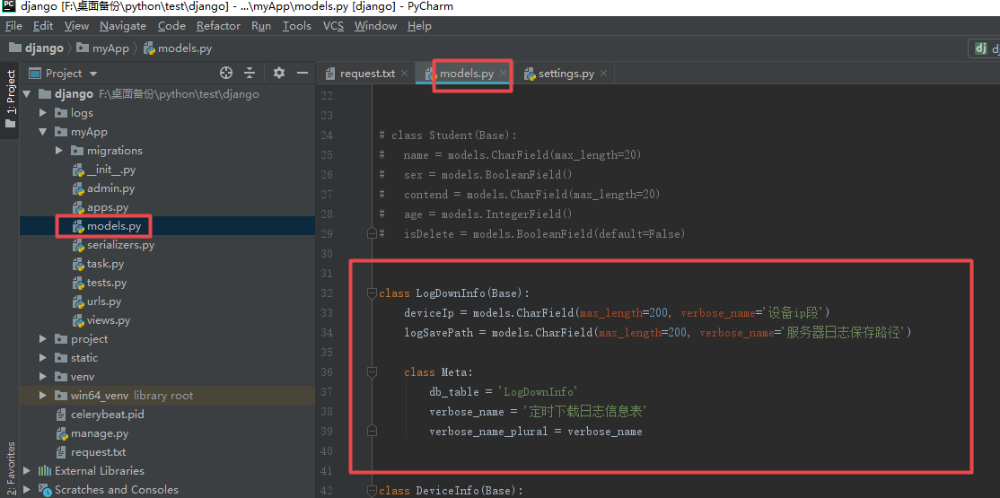 django [F:\桌面备份\python\test\django] - ...\myApp\models.py [django] - PyCharm
File Edit View Navigate Code Refactor Run Tools VCS Window Help
django myApp models.py dj
Project
1: Project
2: Favorites
django F:\桌面备份\python\test\django
logs
myApp
migrations
__init__.py
admin.py
apps.py
models.py
serializers.py
task.py
tests.py
urls.py
views.py
project
static
venv
win64_venv library root
celerybeat.pid
manage.py
request.txt
External Libraries
Scratches and Consoles
request.txt models.py settings.py
22
23
24 # class Student(Base):
25 # name = models.CharField(max_length=20)
26 # sex = models.BooleanField()
27 # contend = models.CharField(max_length=20)
28 # age = models.IntegerField()
29 # isDelete = models.BooleanField(default=False)
30
31
32 class LogDownInfo(Base):
33 deviceIp = models.CharField(max_length=200, verbose_name='设备ip段')
34 logSavePath = models.CharField(max_length=200, verbose_name='服务器日志保存路径')
35
36 class Meta:
37 db_table = 'LogDownInfo'
38 verbose_name = '定时下载日志信息表'
39 verbose_name_plural = verbose_name
40
41
42 class DeviceInfo(Base):